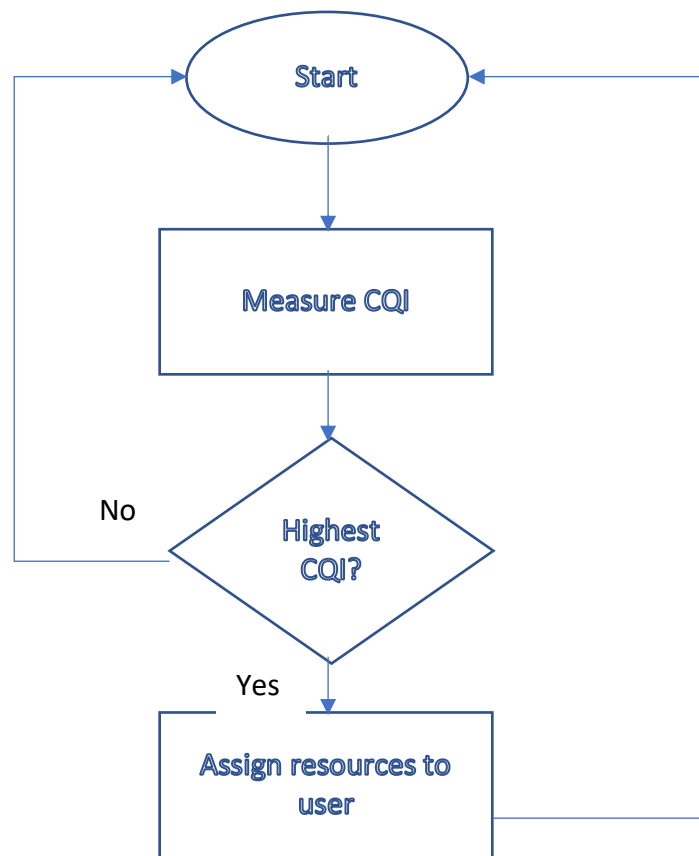 Start
Measure CQI
No
Highest
CQI?
Yes
Assign resources to
user